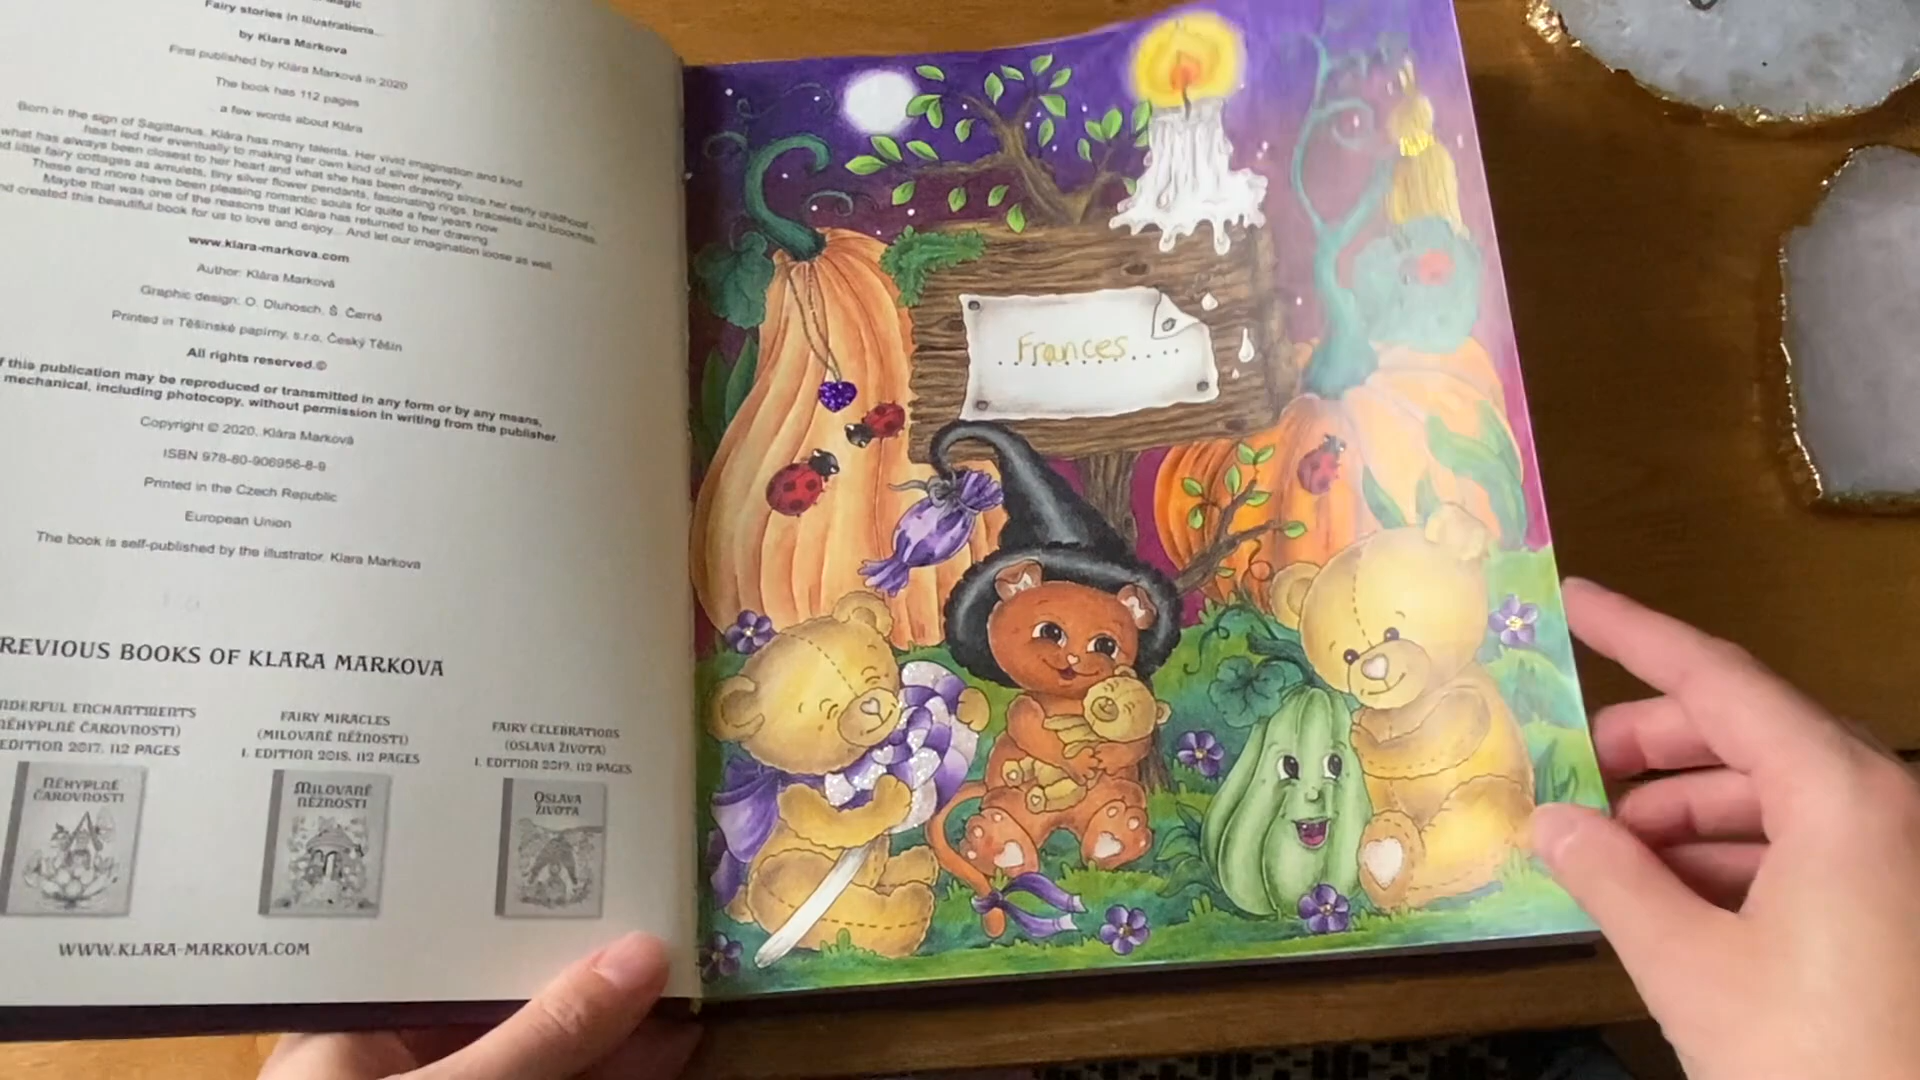 Magic
Fairy stories in illustrations...
by Klara Markova
First published by Klára Marková in 2020
The book has 112 pages
a few words about Klára
Born in the sign of Sagittarius, Klára has many talents. Her vivid imagination and kind
heart led her eventually to making her own kind of silver jewelry.
what has always been closest to her heart and what she has been drawing since her early childhood -
little fairy cottages as amulets, tiny silver flower pendants, fascinating rings, bracelets and brooches.
These and more have been pleasing romantic souls for quite a few years now.
Maybe that was one of the reasons that Klára has returned to her drawing
created this beautiful book for us to love and enjoy... And let our imagination loose as well.
www.klara-markova.com
Author: Klára Marková
Graphic design: O. Dluhosch, Š. Černá
Printed in Těšínské papírny, s.r.o. Český Těšín
All rights reserved.©
this publication may be reproduced or transmitted in any form or by any means,
mechanical, including photocopy, without permission in writing from the publisher.
Copyright © 2020, Klára Marková
ISBN 978-80-906956-8-9
Printed in the Czech Republic
European Union
The book is self-published by the illustrator, Klara Markova
REVIOUS BOOKS OF KLARA MARKOVA
NDERFUL ENCHANTMENTS
NĚHYPLNÉ ČAROVNOSTI)
EDITION 2017, 112 PAGES
FAIRY MIRACLES
(MILOVANÉ NĚŽNOSTI)
1. EDITION 2018, 112 PAGES
FAIRY CELEBRATIONS
(OSLAVA ŽIVOTA)
1. EDITION 2019, 112 PAGES
NĚHYPLNÉ
ČAROVNOSTI
MILOVANÉ
NĚŽNOSTI
OSLAVA
ŽIVOTA
WWW.KLARA-MARKOVA.COM
Frances